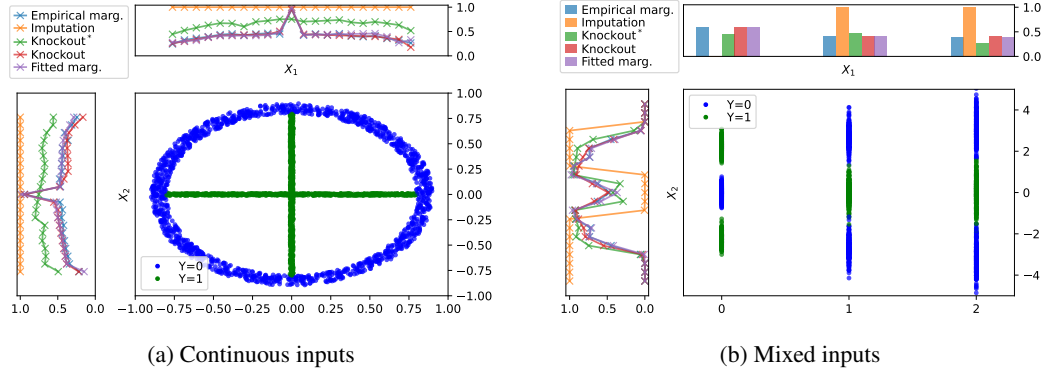 Empirical marg.
Imputation
Knockout*
Knockout
Fitted marg.
1.0
0.5
0.0
X1
1.00
0.75
0.50
0.25
0.00
−0.25
−0.50
−0.75
−1.00
X2
Y=0
Y=1
1.0 0.5 0.0
−1.00 −0.75 −0.50 −0.25 0.00 0.25 0.50 0.75 1.00
(a) Continuous inputs
Empirical marg.
Imputation
Knockout*
Knockout
Fitted marg.
1.0
0.5
0.0
X1
Y=0
Y=1
4
2
0
−2
−4
X2
1.0 0.5 0.0
0 1 2
(b) Mixed inputs